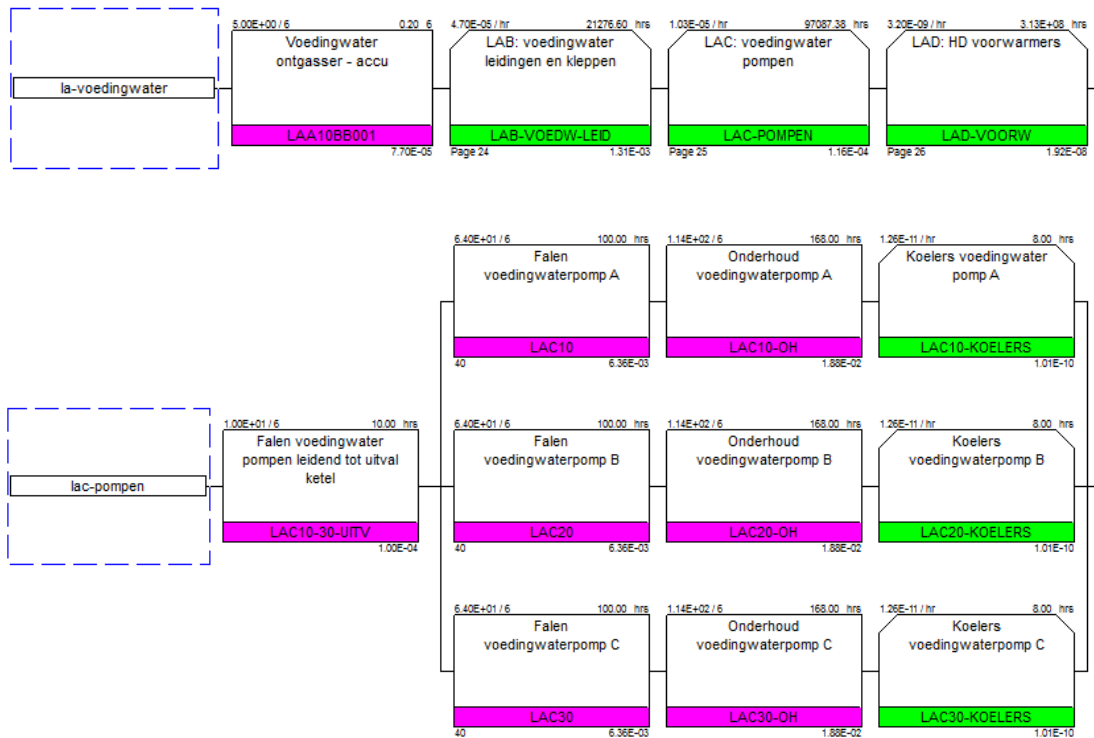 5.00E+00 / 6 0.20 6 4.70E-05 / hr 21276.60 hrs 1.03E-05 / hr 97087.38 hrs 3.20E-09 / hr 3.13E+08 hrs
Voedingwater LAB: voedingwater LAC: voedingwater LAD: HD voorwarmers
ontgasser - accu leidingen en kleppen pompen
la-voedingwater
LAA10BB001 LAB-VOEDW-LEID LAC-POMPEN LAD-VOORW
7.70E-05 Page 24 1.31E-03 Page 25 1.16E-04 Page 26 1.92E-08
6.40E+01 / 6 100.00 hrs 1.14E+02 / 6 168.00 hrs 1.26E-11 / hr 8.00 hrs
Falen Onderhoud Koelers voedingwater
voedingwaterpomp A voedingwaterpomp A pomp A
LAC10 LAC10-OH LAC10-KOELERS
40 6.36E-03 1.88E-02 1.01E-10
1.00E+01 / 6 10.00 hrs 6.40E+01 / 6 100.00 hrs 1.14E+02 / 6 168.00 hrs 1.26E-11 / hr 8.00 hrs
Falen voedingwater Falen Onderhoud Koelers
pompen leidend tot uitval voedingwaterpomp B voedingwaterpomp B voedingwaterpomp B
ketel
lac-pompen
LAC10-30-UITV LAC20 LAC20-OH LAC20-KOELERS
1.00E-04 40 6.36E-03 1.88E-02 1.01E-10
6.40E+01 / 6 100.00 hrs 1.14E+02 / 6 168.00 hrs 1.26E-11 / hr 8.00 hrs
Falen Onderhoud Koelers
voedingwaterpomp C voedingwaterpomp C voedingwaterpomp C
LAC30 LAC30-OH LAC30-KOELERS
40 6.36E-03 1.88E-02 1.01E-10